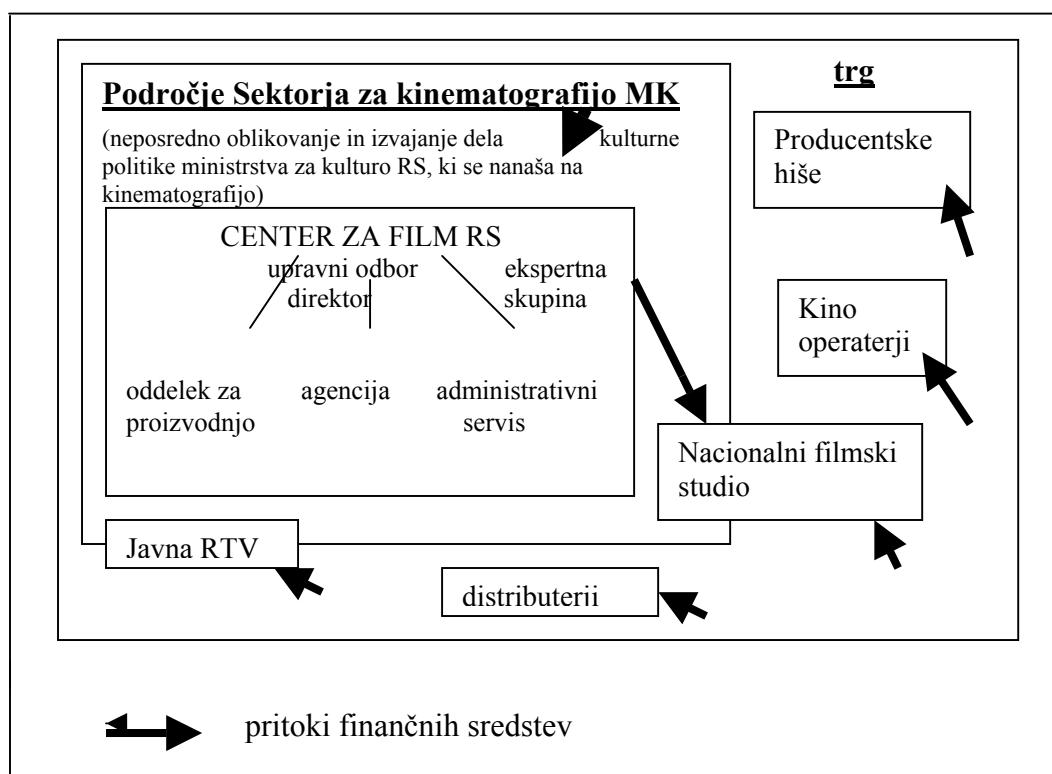 trg
Področje Sektorja za kinematografijo MK
(neposredno oblikovanje in izvajanje dela kulturne
politike ministrstva za kulturo RS, ki se nanaša na
kinematografijo)
CENTER ZA FILM RS
upravni odbor
direktor
ekspertna
skupina
oddelek za
proizvodnjo
agencija
administrativni
servis
Producentske
hiše
Kino
operaterji
Nacionalni filmski
studio
Javna RTV
distributerji
pritoki finančnih sredstev